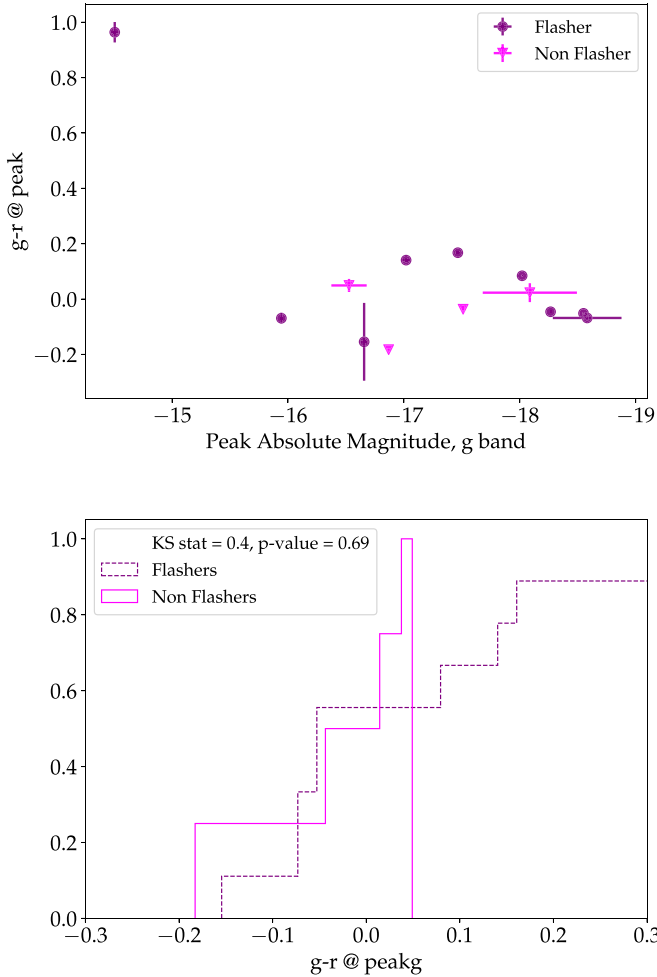 1.0
0.8
0.6
0.4
0.2
0.0
−0.2
g-r @ peak
Flasher
Non Flasher
−15 −16 −17 −18 −19
Peak Absolute Magnitude, g band
1.0
0.8
0.6
0.4
0.2
0.0
KS stat = 0.4, p-value = 0.69
Flashers
Non Flashers
−0.3 −0.2 −0.1 0.0 0.1 0.2 0.3
g-r @ peakg